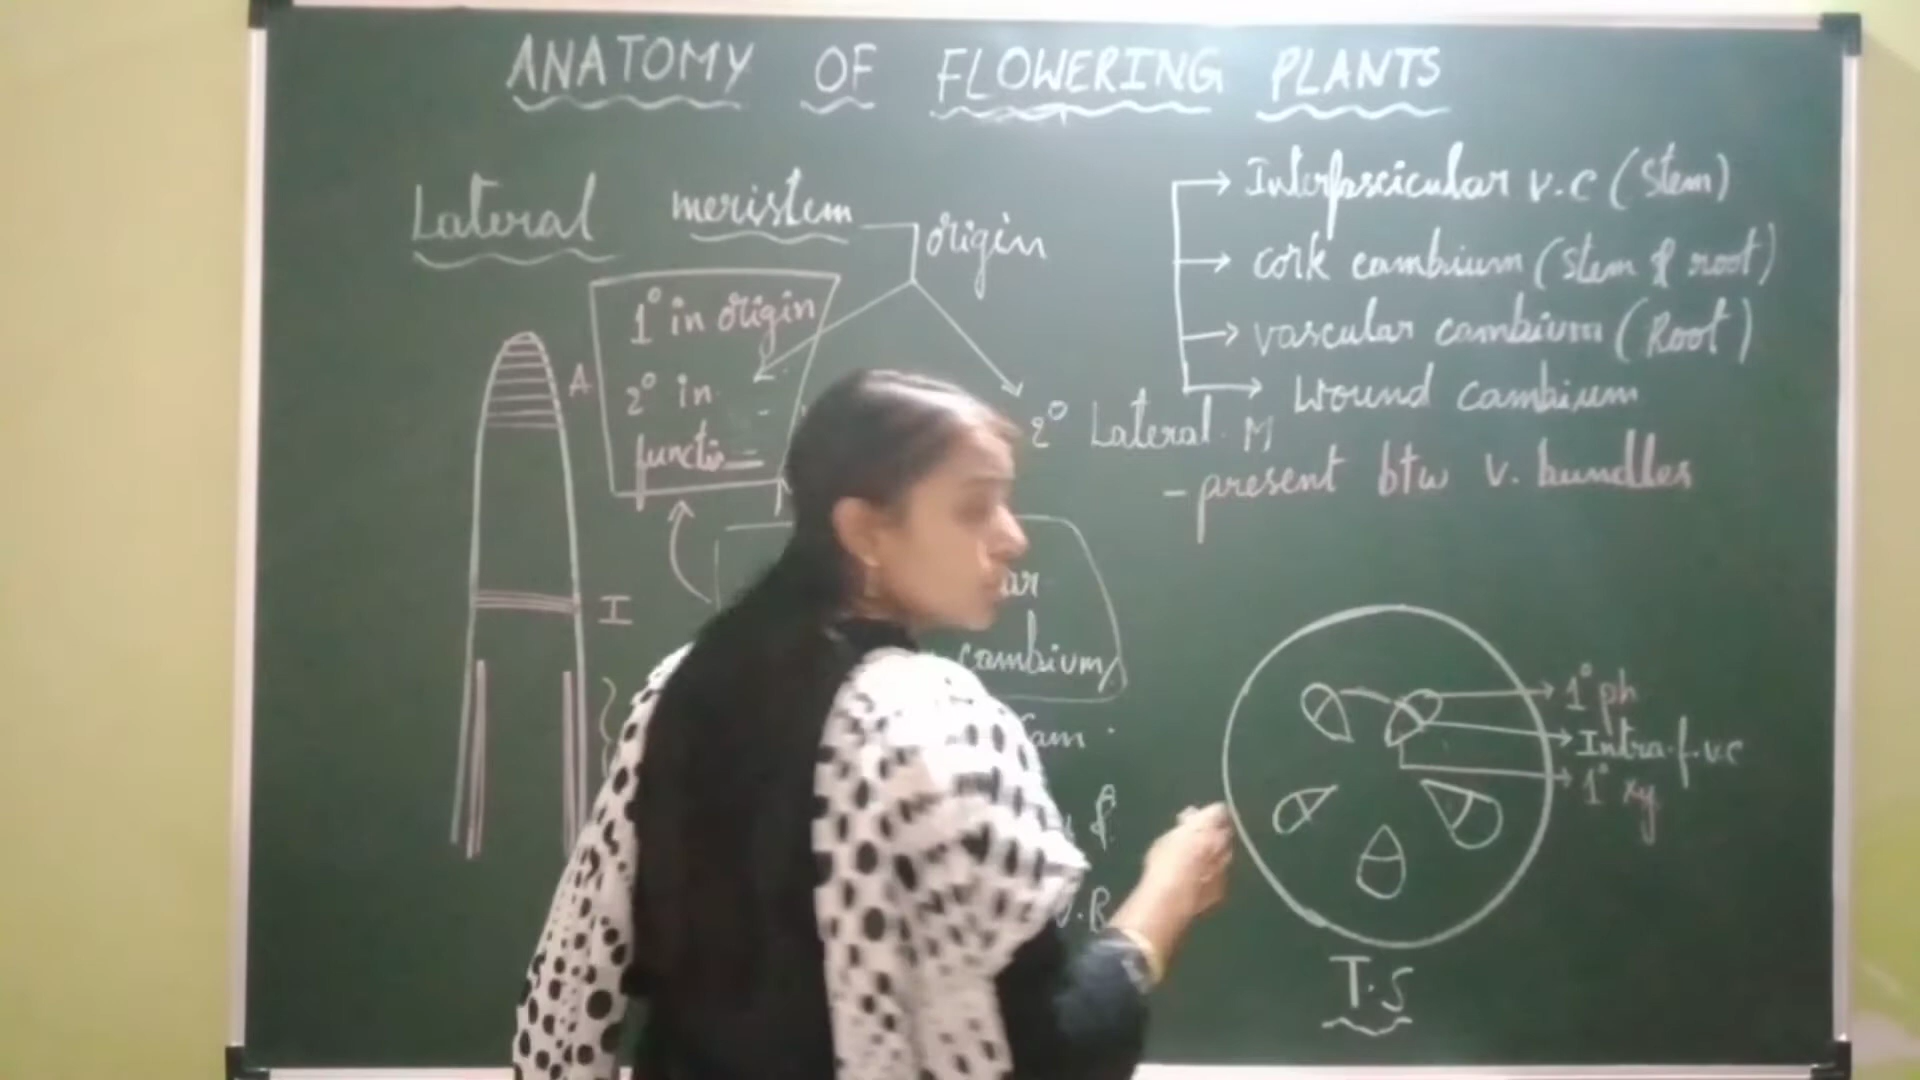 ANATOMY OF FLOWERING PLANTS
Lateral meristem
origin
1° in origin
2° in
functio
A
I
2° Lateral. M
cambium
cam.
&
.R
→ Interfascicular v.c (Stem)
→ cork cambium (stem & root)
→ vascular cambium (Root)
→ wound cambium
- present btw v. bundles
1° ph
Intra.f.v.c
1° xy
T.S